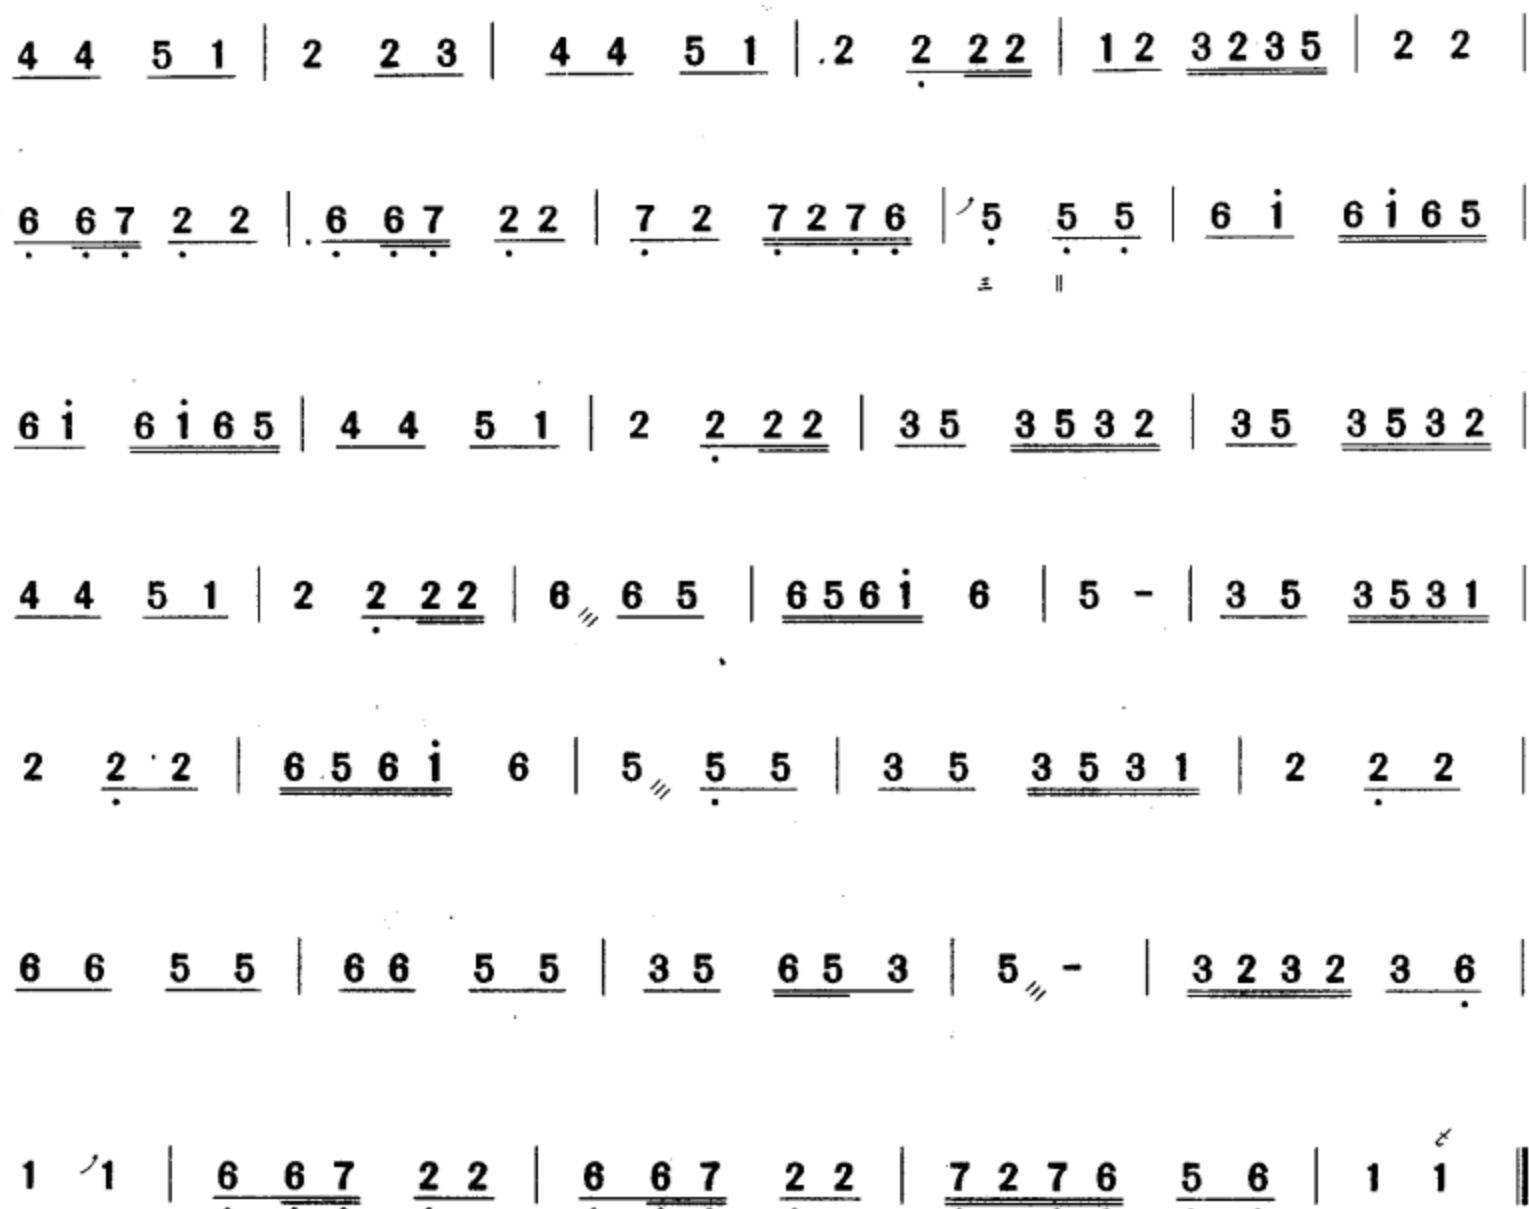 4 4 5 1 | 2 2 3 | 4 4 5 1 | 2 2 2 2 | 1 2 3 2 3 5 | 2 2 |
6 6 7 2 2 | 6 6 7 2 2 | 7 2 7 2 7 6 | 5 5 5 | 6 i 6 i 6 5 |
6 i 6 i 6 5 | 4 4 5 1 | 2 2 2 2 | 3 5 3 5 3 2 | 3 5 3 5 3 2 |
4 4 5 1 | 2 2 2 2 | 6 6 5 | 6 5 6 i 6 | 5 - | 3 5 3 5 3 1 |
2 2 2 | 6 5 6 i 6 | 5 5 5 | 3 5 3 5 3 1 | 2 2 2 |
6 6 5 5 | 6 6 5 5 | 3 5 6 5 3 | 5 - | 3 2 3 2 3 6 |
1 1 | 6 6 7 2 2 | 6 6 7 2 2 | 7 2 7 6 5 6 | 1 1 ‖